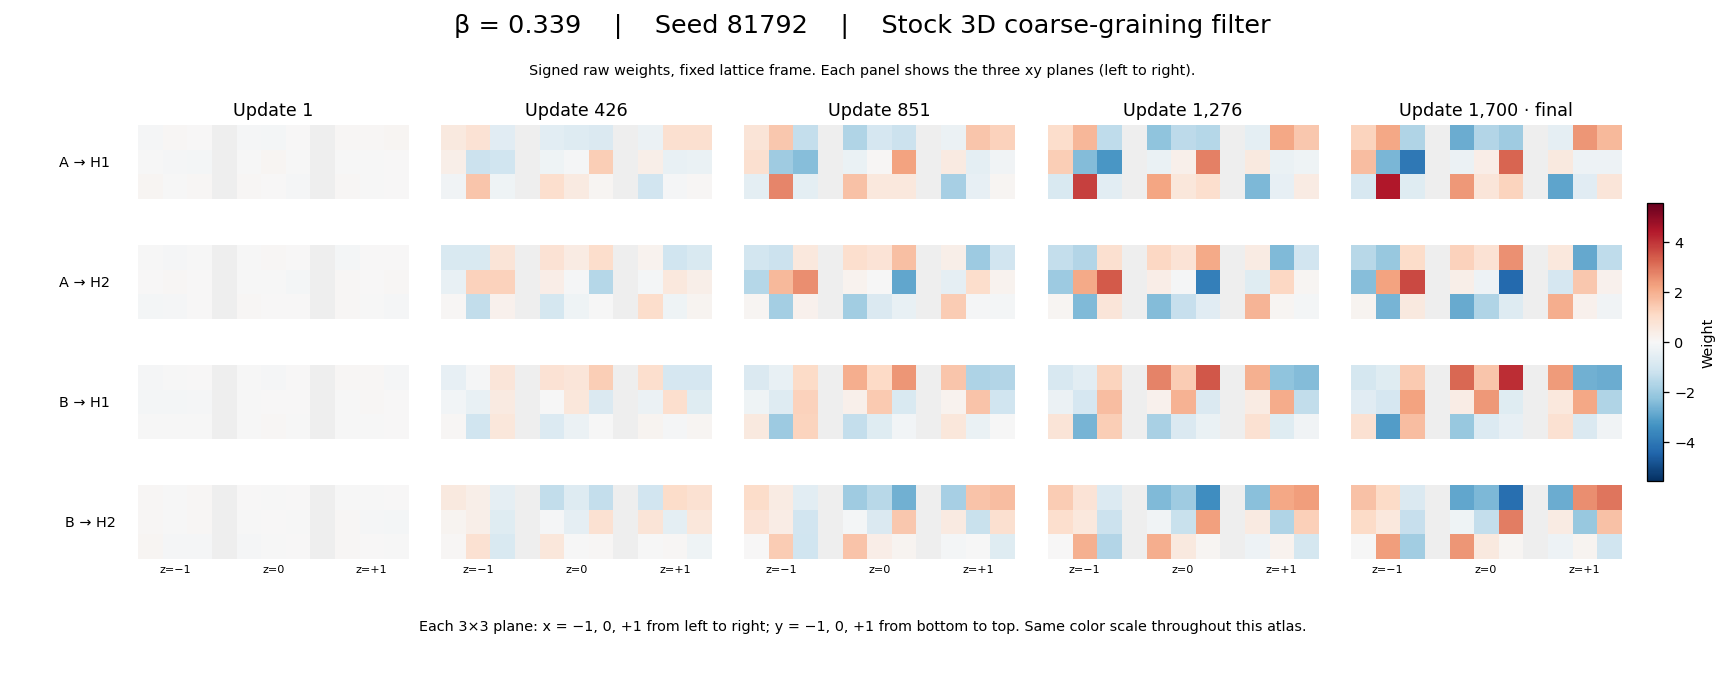 β = 0.339    |    Seed 81792    |    Stock 3D coarse-graining filter
Signed raw weights, fixed lattice frame. Each panel shows the three xy planes (left to right).
Update 1
Update 426
Update 851
Update 1,276
Update 1,700 · final
A → H1
A → H2
B → H1
B → H2
z=−1
z=0
z=+1
z=−1
z=0
z=+1
z=−1
z=0
z=+1
z=−1
z=0
z=+1
z=−1
z=0
z=+1
4
2
0
−2
−4
Weight
Each 3×3 plane: x = −1, 0, +1 from left to right; y = −1, 0, +1 from bottom to top. Same color scale throughout this atlas.